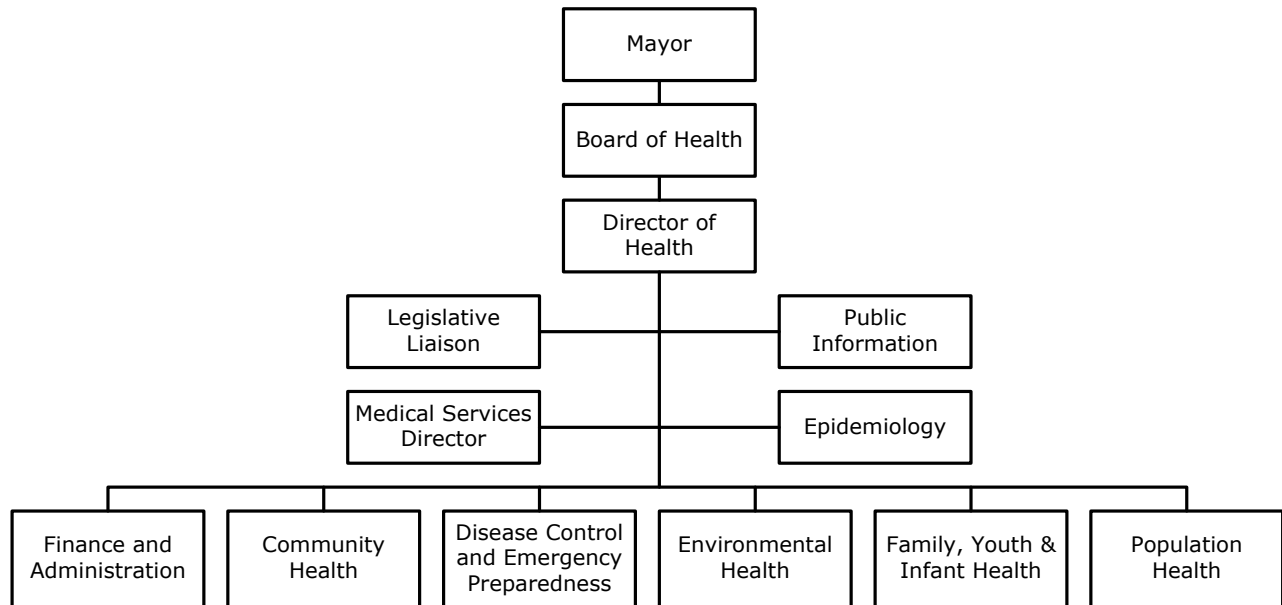 Mayor
Board of Health
Director of
Health
Legislative
Liaison
Public
Information
Medical Services
Director
Epidemiology
Finance and
Administration
Community
Health
Disease Control
and Emergency
Preparedness
Environmental
Health
Family, Youth &
Infant Health
Population
Health